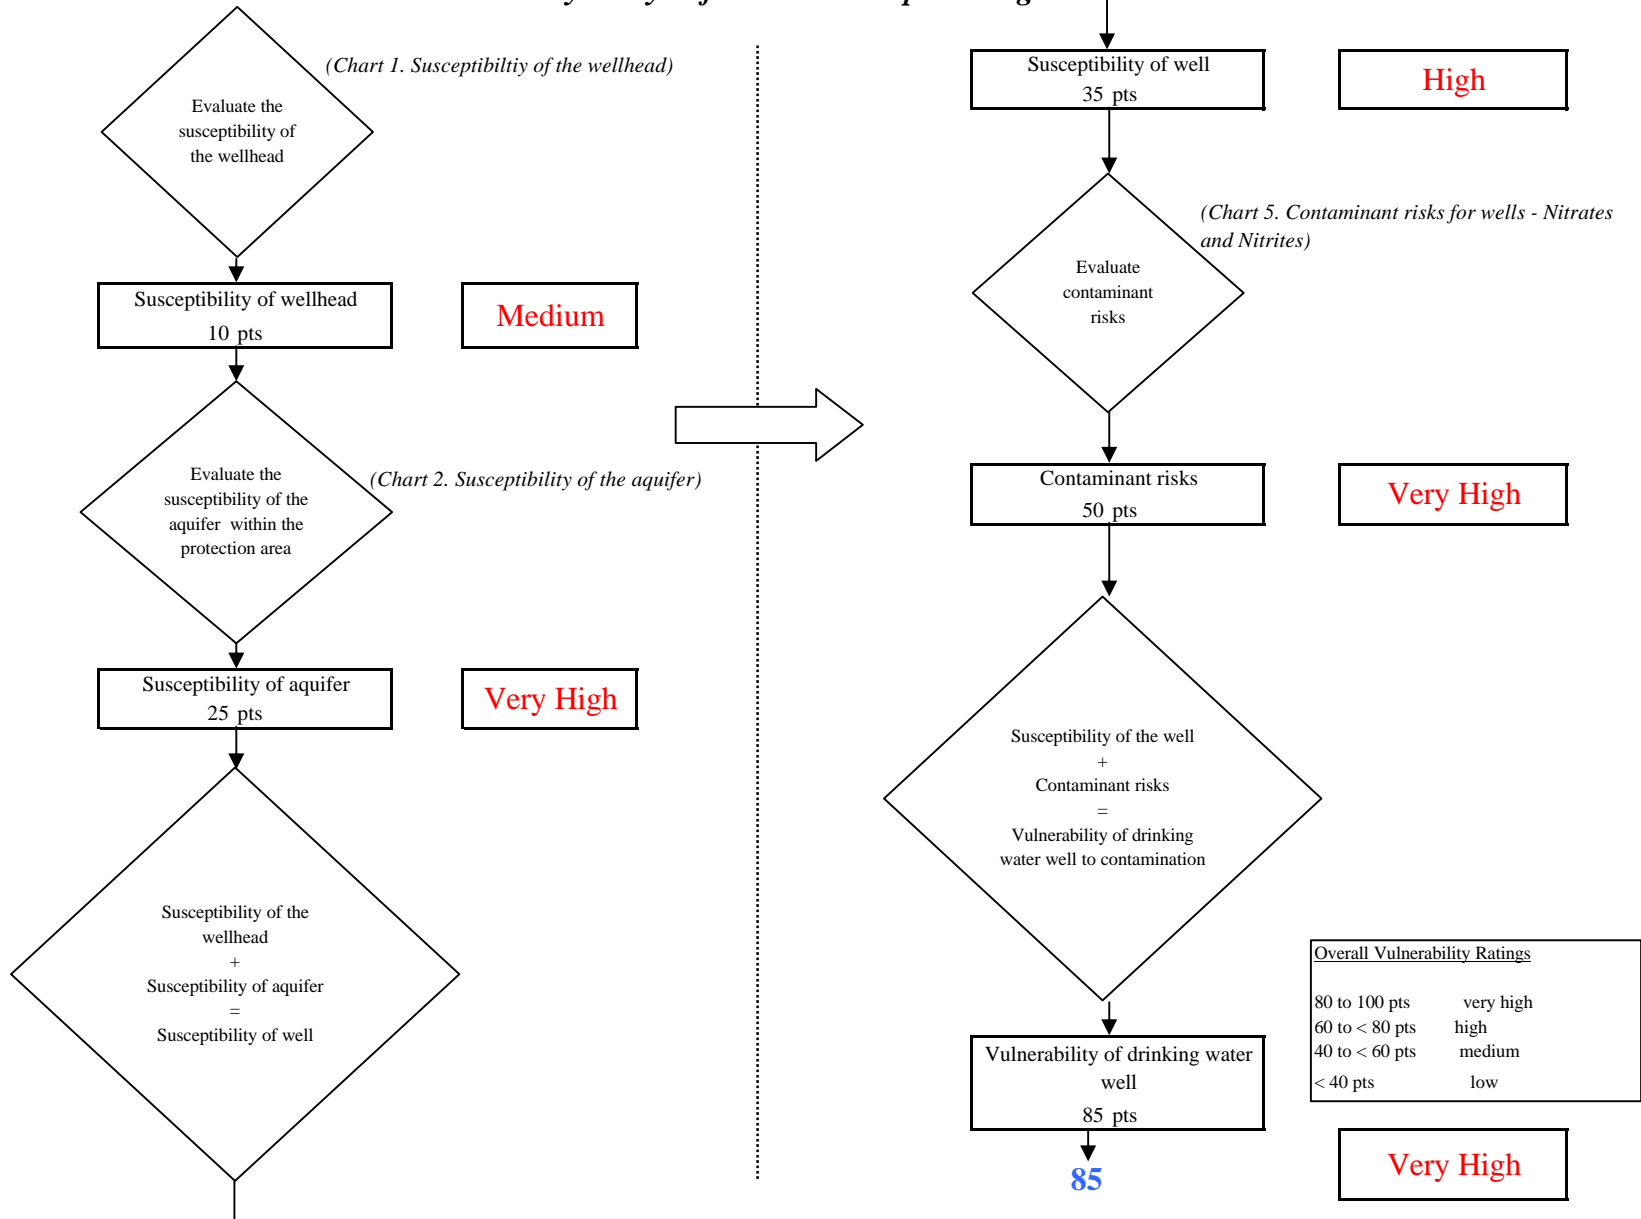 (Chart 1. Susceptibiltiy of the wellhead)
Evaluate the
susceptibility of
the wellhead
Susceptibility of wellhead
10 pts
Medium
Evaluate the
susceptibility of the
aquifer within the
protection area
(Chart 2. Susceptibility of the aquifer)
Susceptibility of aquifer
25 pts
Very High
Susceptibility of the
wellhead
+
Susceptibility of aquifer
=
Susceptibility of well
Susceptibility of well
35 pts
High
(Chart 5. Contaminant risks for wells - Nitrates
and Nitrites)
Evaluate
contaminant
risks
Contaminant risks
50 pts
Very High
Susceptibility of the well
+
Contaminant risks
=
Vulnerability of drinking
water well to contamination
Overall Vulnerability Ratings
80 to 100 pts very high
60 to < 80 pts high
40 to < 60 pts medium
< 40 pts low
Vulnerability of drinking water
well
85 pts
85
Very High